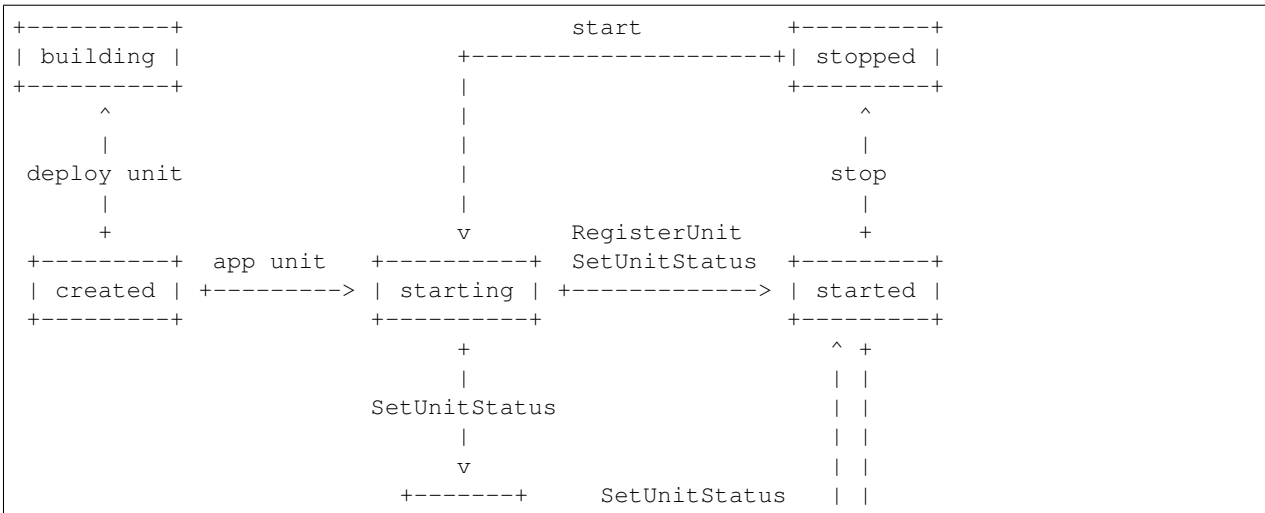 +----------+                           start               +---------+
| building |                    +---------------------+| stopped |
+----------+                    |                      +---------+
      ^                         |                           ^
      |                         |                           |
 deploy unit                    |                         stop
      |                         |                           |
      +                         v       RegisterUnit        +
 +---------+  app unit   +----------+  SetUnitStatus  +---------+
 | created | +---------> | starting | +-------------> | started |
 +---------+             +----------+                 +---------+
                               +                         ^ +
                               |                         | |
                         SetUnitStatus                   | |
                               |                         | |
                               v                         | |
                           +-------+     SetUnitStatus   | |